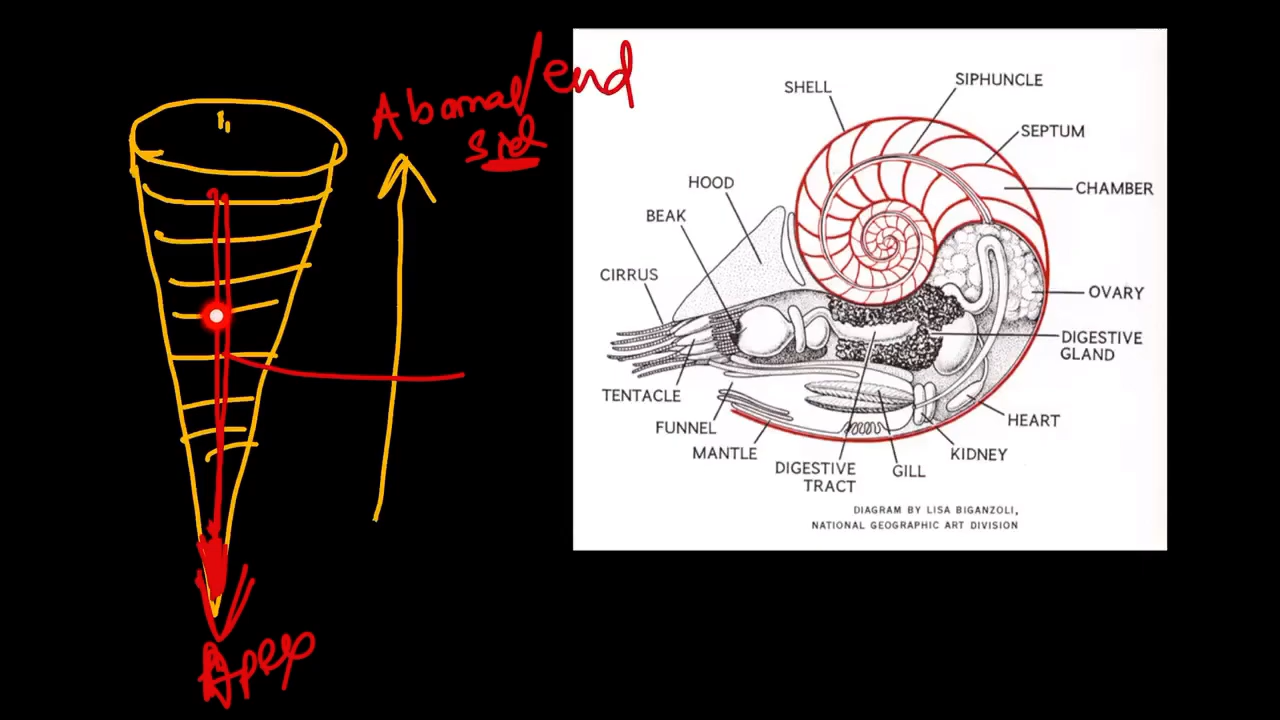 Abarnal/end
side
Apex
SHELL
SIPHUNCLE
SEPTUM
CHAMBER
HOOD
BEAK
CIRRUS
OVARY
DIGESTIVE
GLAND
TENTACLE
FUNNEL
MANTLE
DIGESTIVE
TRACT
GILL
KIDNEY
HEART
DIAGRAM BY LISA BIGANZOLI,
NATIONAL GEOGRAPHIC ART DIVISION